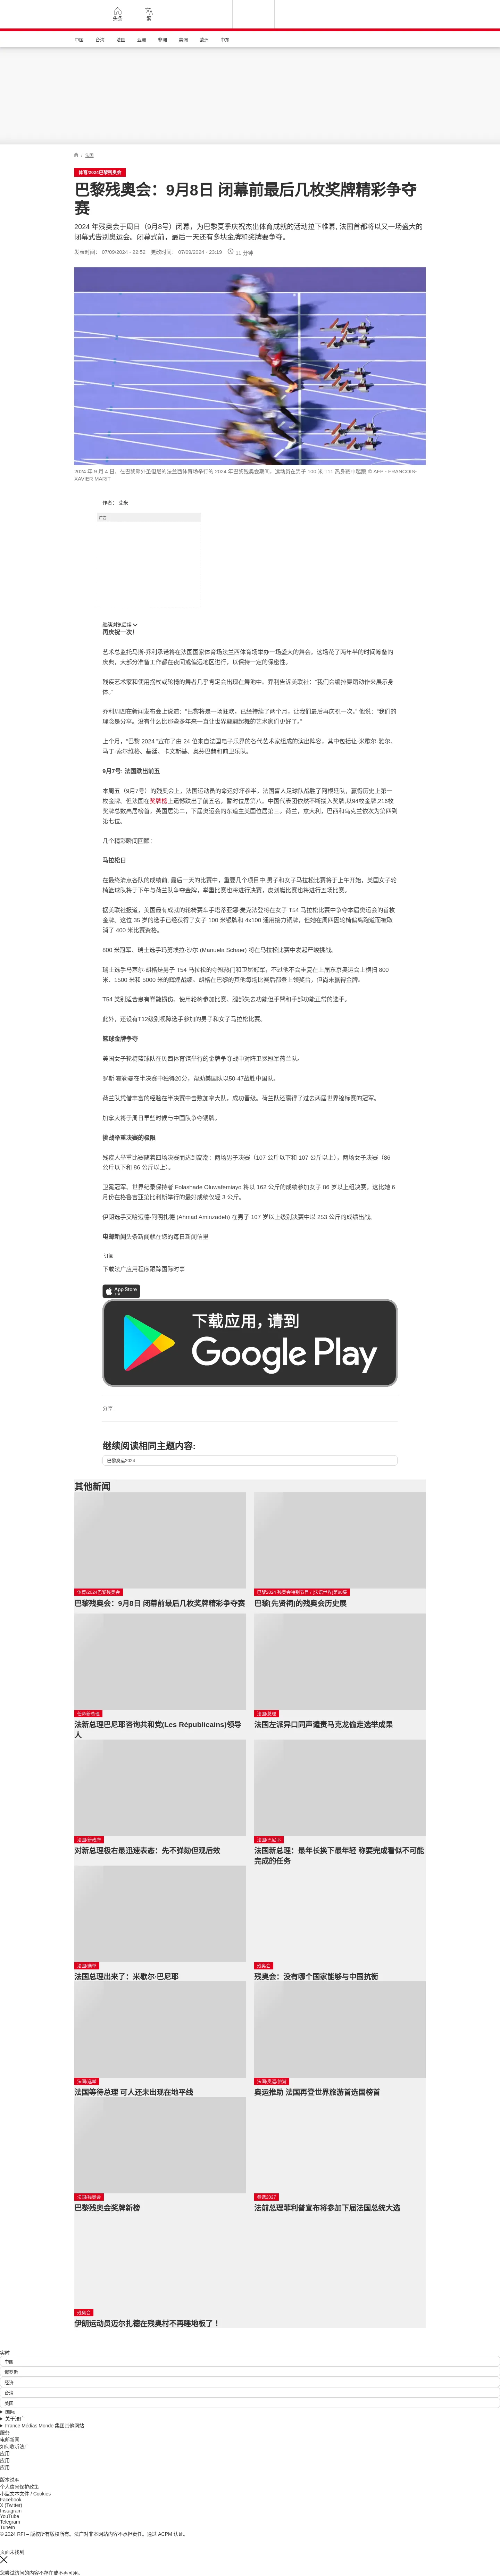 头条
繁
中国
台海
法国
亚洲
非洲
美洲
欧洲
中东
/ 法国
体育/2024巴黎残奥会
巴黎残奥会：9月8日 闭幕前最后几枚奖牌精彩争夺赛
2024 年残奥会于周日（9月8号）闭幕，为巴黎夏季庆祝杰出体育成就的活动拉下帷幕, 法国首都将以又一场盛大的
闭幕式告别奥运会。闭幕式前，最后一天还有多块金牌和奖牌要争夺。
发表时间： 07/09/2024 - 22:52 更改时间： 07/09/2024 - 23:19 11 分钟
2024 年 9 月 4 日，在巴黎郊外圣但尼的法兰西体育场举行的 2024 年巴黎残奥会期间，运动员在男子 100 米 T11 热身赛中起跑 © AFP - FRANCOIS-
XAVIER MARIT
作者： 艾米
广告
继续浏览后续
再庆祝一次!
艺术总监托马斯·乔利承诺将在法国国家体育场法兰西体育场举办一场盛大的舞会。这场花了两年半的时间筹备的
庆典，大部分准备工作都在夜间或偏远地区进行，以保持一定的保密性。
残疾艺术家和使用拐杖或轮椅的舞者几乎肯定会出现在舞池中。乔利告诉美联社：“我们会编排舞蹈动作来展示身
体。”
乔利周四在新闻发布会上说道：“巴黎将是一场狂欢，已经持续了两个月，让我们最后再庆祝一次。” 他说：“我们的
理念是分享。没有什么比那些多年来一直让世界翩翩起舞的艺术家们更好了。”
上个月，“巴黎 2024 ”宣布了由 24 位来自法国电子乐界的各代艺术家组成的演出阵容，其中包括让-米歇尔-雅尔、
马丁-索尔维格、基廷、卡文斯基、奥芬巴赫和前卫乐队。
9月7号: 法国跌出前五
本周五（9月7号）的残奥会上，法国运动员的命运好坏参半。法国盲人足球队战胜了阿根廷队，赢得历史上第一
枚金牌。但法国在奖牌榜上遗憾跌出了前五名，暂时位居第八。中国代表团依然不断揽入奖牌,以94枚金牌,216枚
奖牌总数高居榜首，英国居第二，下届奥运会的东道主美国位居第三。荷兰，意大利，巴西和乌克兰依次为第四到
第七位。
几个精彩瞬间回顾：
马拉松日
在最终清点各队的成绩前, 最后一天的比赛中，重要几个项目中,男子和女子马拉松比赛将于上午开始，美国女子轮
椅篮球队将于下午与荷兰队争夺金牌，举重比赛也将进行决赛，皮划艇比赛也将进行五场比赛。
据美联社报道，美国最有成就的轮椅赛车手塔蒂亚娜·麦克法登将在女子 T54 马拉松比赛中争夺本届奥运会的首枚
金牌。这位 35 岁的选手已经获得了女子 100 米银牌和 4x100 通用接力铜牌，但她在周四因轮椅偏离跑道而被取
消了 400 米比赛资格。
800 米冠军、瑞士选手玛努埃拉·沙尔 (Manuela Schaer) 将在马拉松比赛中发起严峻挑战。
瑞士选手马塞尔·胡格是男子 T54 马拉松的夺冠热门和卫冕冠军，不过他不会重复在上届东京奥运会上横扫 800
米、1500 米和 5000 米的辉煌战绩。胡格在巴黎的其他每场比赛后都登上领奖台，但尚未赢得金牌。
T54 类别适合患有脊髓损伤、使用轮椅参加比赛、腿部失去功能但手臂和手部功能正常的选手。
此外，还设有T12级别视障选手参加的男子和女子马拉松比赛。
篮球金牌争夺
美国女子轮椅篮球队在贝西体育馆举行的金牌争夺战中对阵卫冕冠军荷兰队。
罗斯·霍勒曼在半决赛中独得20分，帮助美国队以50-47战胜中国队。
荷兰队凭借丰富的经验在半决赛中击败加拿大队，成功晋级。荷兰队还赢得了过去两届世界锦标赛的冠军。
加拿大将于周日早些时候与中国队争夺铜牌。
挑战举重决赛的极限
残疾人举重比赛随着四场决赛而达到高潮：两场男子决赛（107 公斤以下和 107 公斤以上），两场女子决赛（86
公斤以下和 86 公斤以上）。
卫冕冠军、世界纪录保持者 Folashade Oluwafemiayo 将以 162 公斤的成绩参加女子 86 岁以上组决赛，这比她 6
月份在格鲁吉亚第比利斯举行的最好成绩仅轻 3 公斤。
伊朗选手艾哈迈德·阿明扎德 (Ahmad Aminzadeh) 在男子 107 岁以上级别决赛中以 253 公斤的成绩出战。
电邮新闻头条新闻就在您的每日新闻信里
订阅
下载法广应用程序跟踪国际时事
App Store
下载
下载应用，请到
Google Play
分享 :
继续阅读相同主题内容:
巴黎奥运2024
其他新闻
体育/2024巴黎残奥会
巴黎残奥会：9月8日 闭幕前最后几枚奖牌精彩争夺赛
巴黎[先贤祠]的残奥会历史展
任命新总理
法新总理巴尼耶咨询共和党(Les Républicains)领导
人
法国/总理
法国左派异口同声谴责马克龙偷走选举成果
法国/新政府
对新总理极右最迅速表态：先不弹劾但观后效
法国/巴尼耶
法国新总理：最年长换下最年轻 称要完成看似不可能
完成的任务
法国/选举
法国总理出来了：米歇尔·巴尼耶
残奥会
残奥会：没有哪个国家能够与中国抗衡
法国/选举
法国等待总理 可人还未出现在地平线
法国/奥运/旅游
奥运推助 法国再登世界旅游首选国榜首
法国/残奥会
巴黎残奥会奖牌新榜
参选2027
法前总理菲利普宣布将参加下届法国总统大选
残奥会
伊朗运动员迈尔扎德在残奥村不再睡地板了！
实时
中国
俄罗斯
经济
台湾
美国
国际
关于法广
France Médias Monde 集团其他网站
服务
电邮新闻
如何收听法广
应用
应用
应用
版本说明
个人信息保护政策
小型文本文件 / Cookies
Facebook
X (Twitter)
Instagram
YouTube
Telegram
TuneIn
© 2024 RFI – 版权所有版权所有。法广对非本网站内容不承担责任。通过 ACPM 认证。
页面未找到
您尝试访问的内容不存在或不再可用。